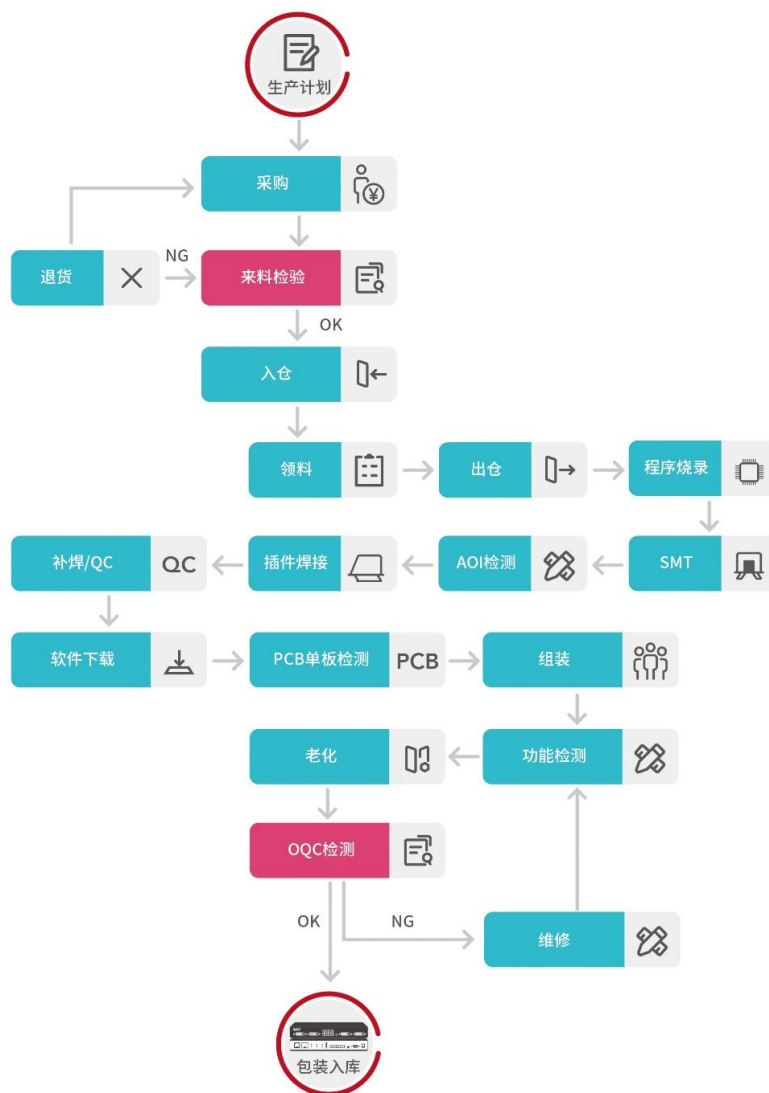 生产计划
采购
退货
NG
来料检验
OK
入仓
领料
出仓
程序烧录
补焊/QC
QC
插件焊接
AOI检测
SMT
软件下载
PCB单板检测
PCB
组装
老化
功能检测
OQC检测
OK
NG
维修
包装入库